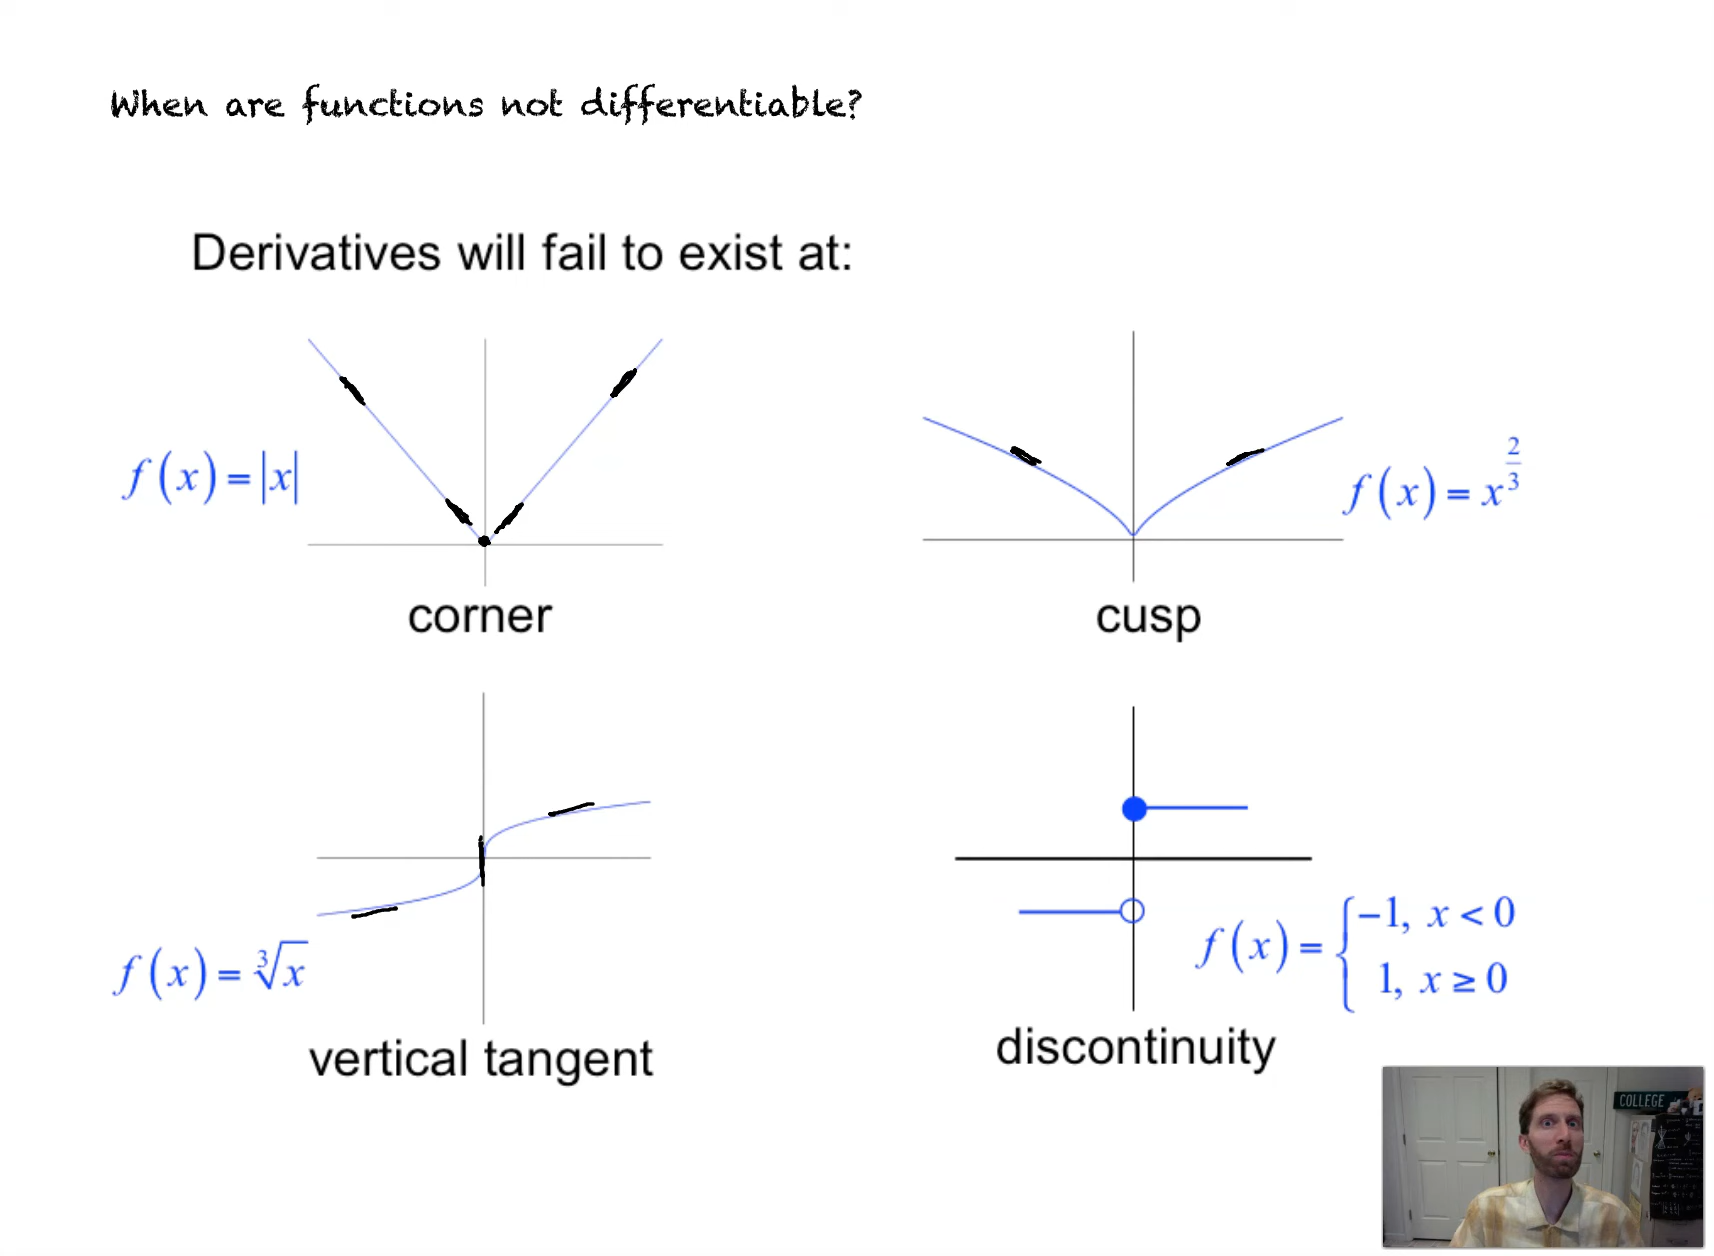 When are functions not differentiable?
Derivatives will fail to exist at:
f(x) = |x|
corner
f(x) = x^{2/3}
cusp
f(x) = ∛x
vertical tangent
f(x) = { -1, x < 0
1, x ≥ 0
discontinuity
COLLEGE